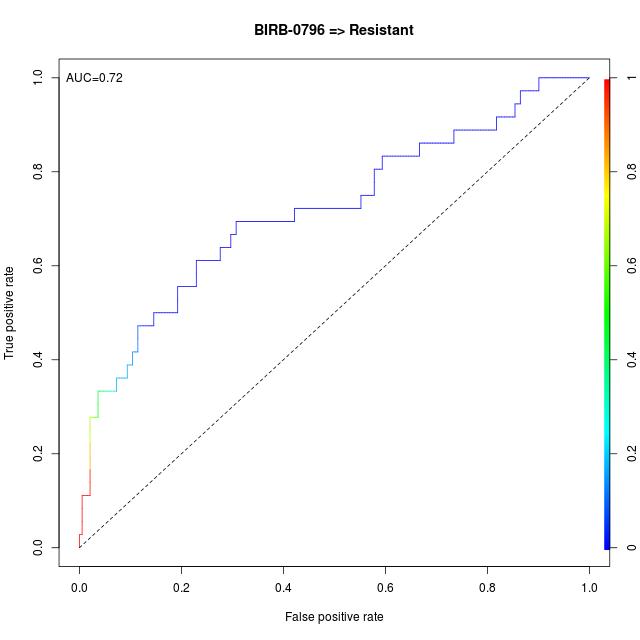 BIRB-0796 => Resistant
AUC=0.72
True positive rate
1.0
0.8
0.6
0.4
0.2
0.0
1
0.8
0.6
0.4
0.2
0
0.0 0.2 0.4 0.6 0.8 1.0
False positive rate